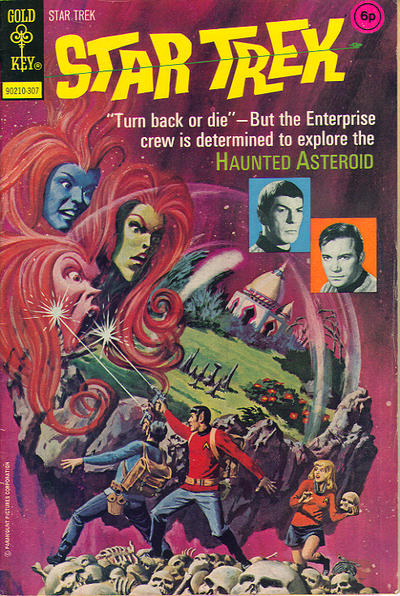 GOLD
KEY®
90210-307
STAR TREK
6p
STAR TREK
"Turn back or die"—But the Enterprise
crew is determined to explore the
HAUNTED ASTEROID
© PARAMOUNT PICTURES CORPORATION